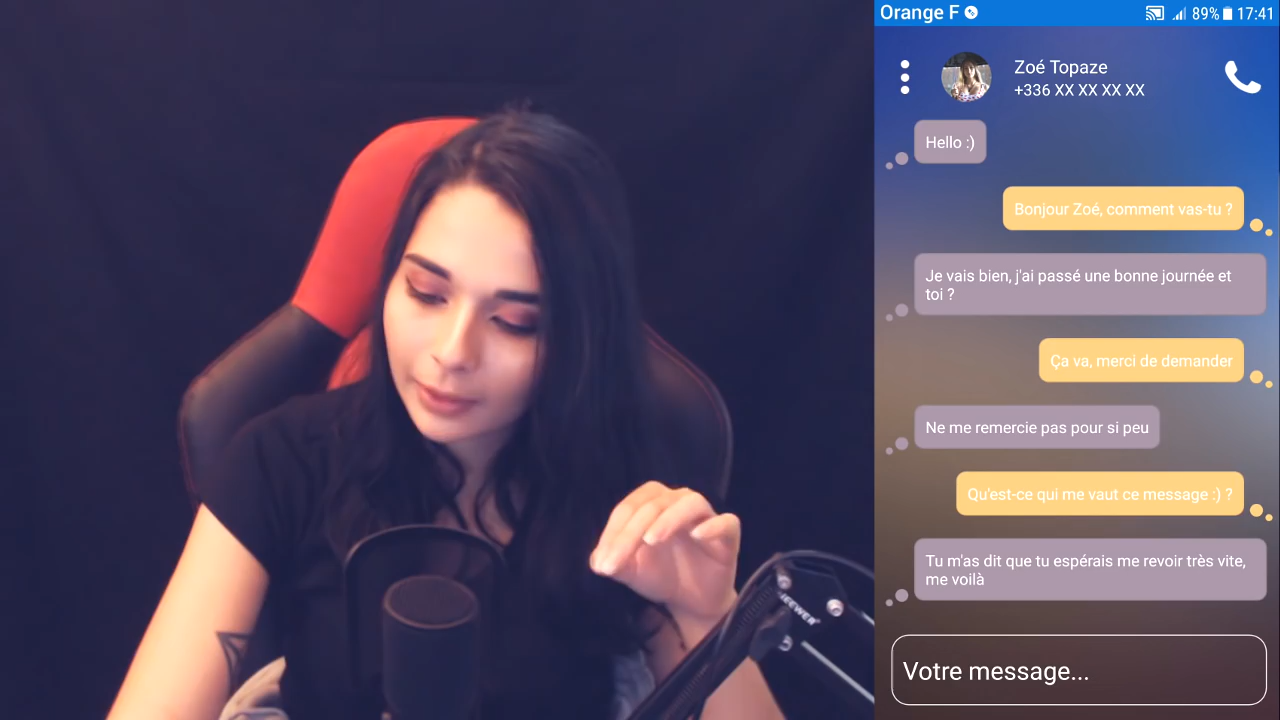 Orange F
89% 17:41
Zoé Topaze
+336 XX XX XX XX
Hello :)
Bonjour Zoé, comment vas-tu ?
Je vais bien, j'ai passé une bonne journée et
toi ?
Ça va, merci de demander
Ne me remercie pas pour si peu
Qu'est-ce qui me vaut ce message :) ?
Tu m'as dit que tu espérais me revoir très vite,
me voilà
NEEWER
Votre message...